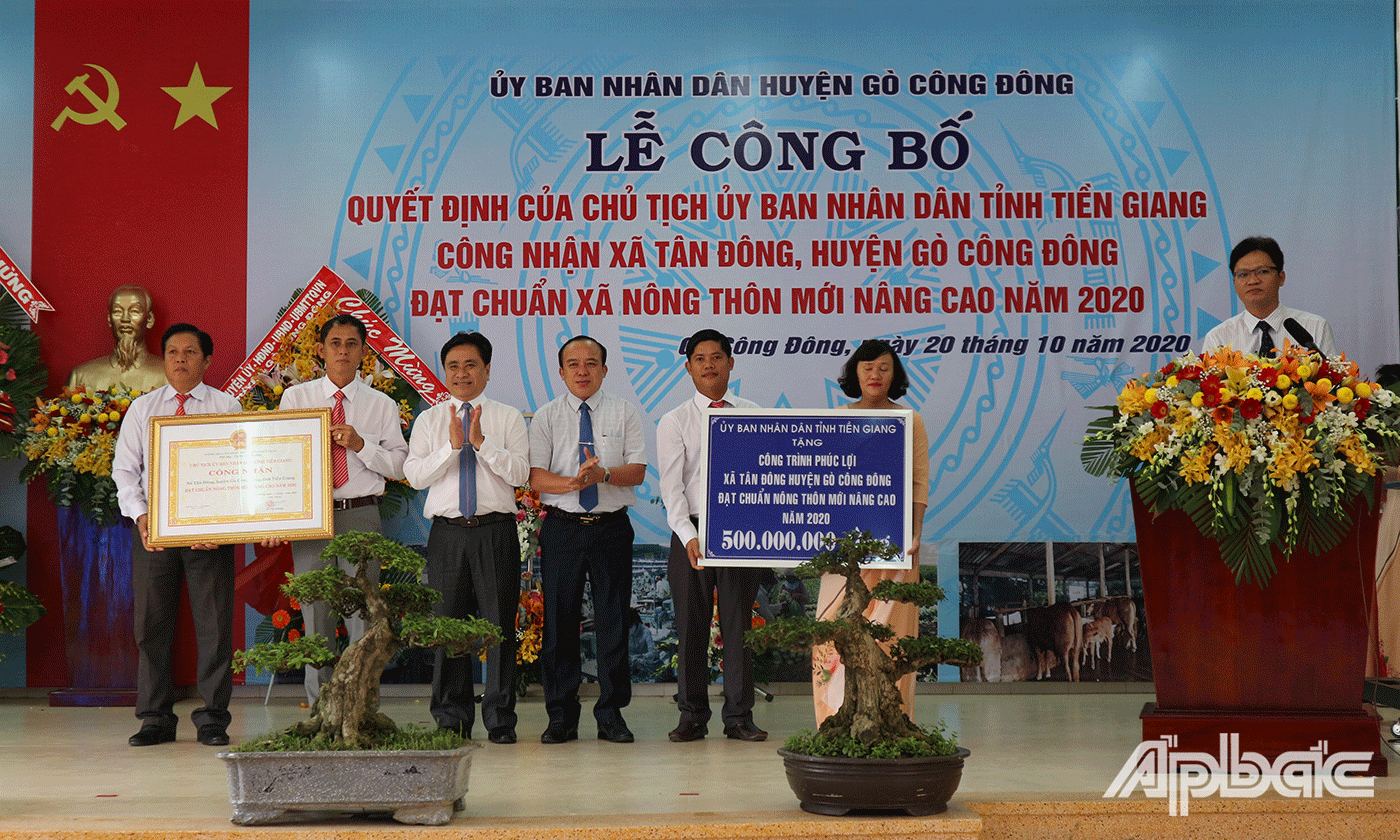 ỦY BAN NHÂN DÂN HUYỆN GÒ CÔNG ĐÔNG
LỄ CÔNG BỐ
QUYẾT ĐỊNH CỦA CHỦ TỊCH ỦY BAN NHÂN DÂN TỈNH TIỀN GIANG
CÔNG NHẬN XÃ TÂN ĐÔNG, HUYỆN GÒ CÔNG ĐÔNG
ĐẠT CHUẨN XÃ NÔNG THÔN MỚI NÂNG CAO NĂM 2020
Công Đông, 20 tháng 10 năm 2020
HĐND-UBND-UBMTTQVN
Chúc Mừng
CÔNG NHẬN
ỦY BAN NHÂN DÂN TỈNH TIỀN GIANG
TẶNG
CÔNG TRÌNH PHÚC LỢI
XÃ TÂN ĐÔNG HUYỆN GÒ CÔNG ĐÔNG
ĐẠT CHUẨN NÔNG THÔN MỚI NÂNG CAO
NĂM 2020
500.000.000
Apbac